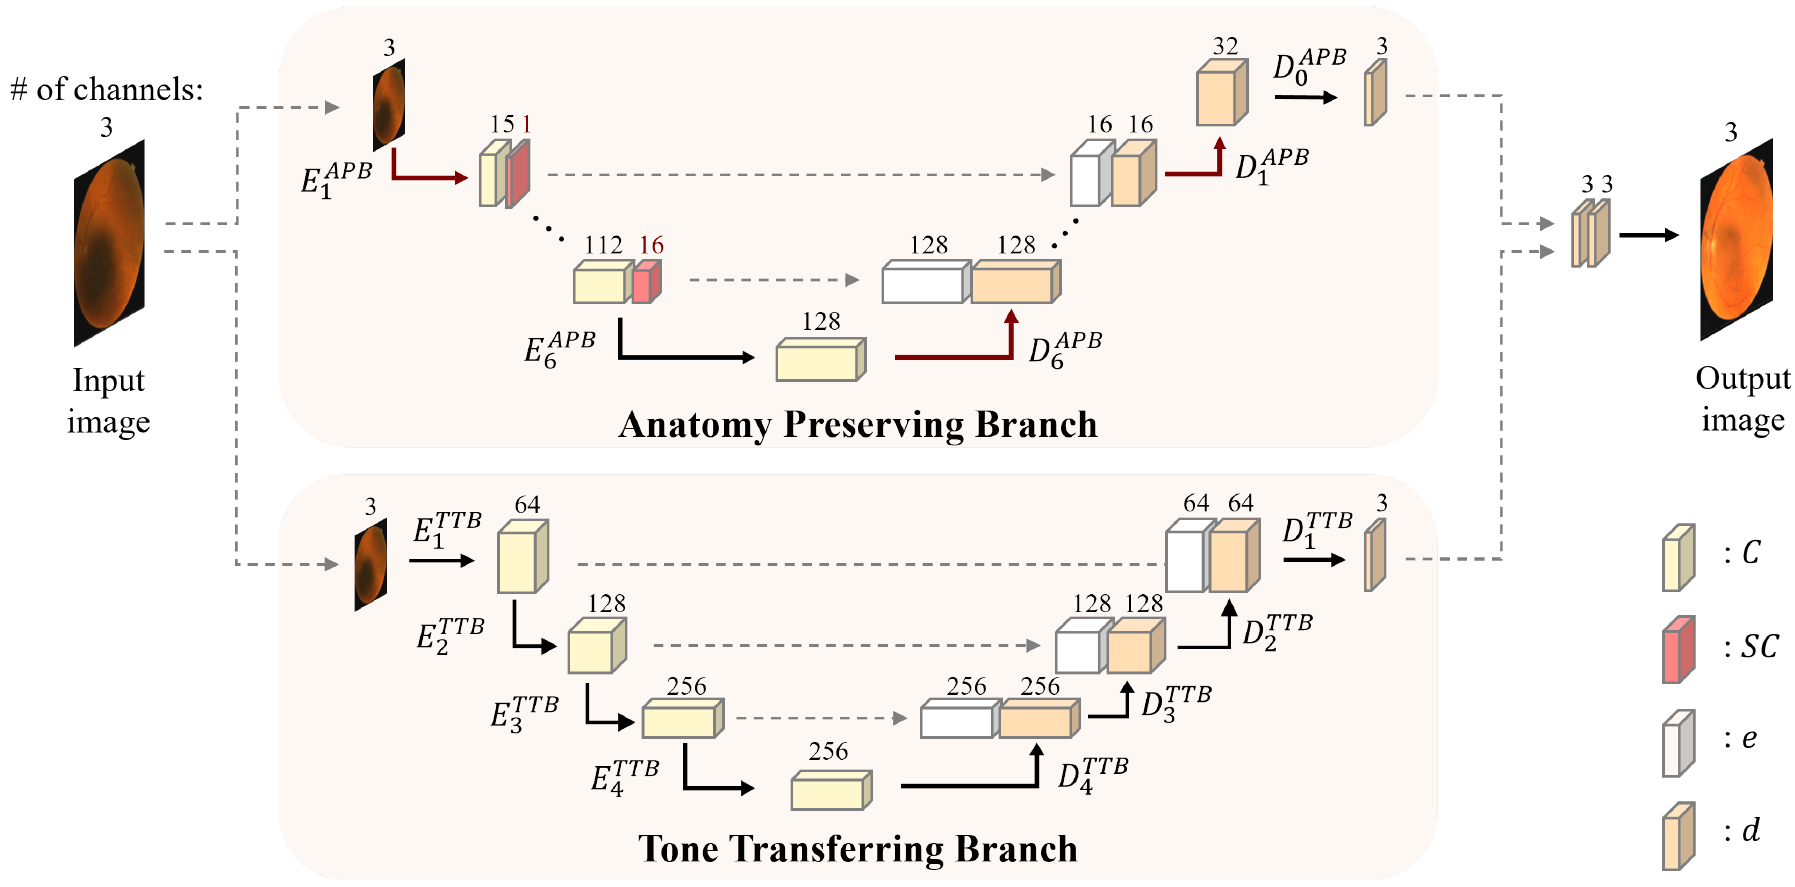 # of channels:
3
Input
image
3
E_1^{APB}
15 1
112 16
E_6^{APB}
128
D_6^{APB}
128 128
16 16
D_1^{APB}
32
D_0^{APB}
3
Anatomy Preserving Branch
3
E_1^{TTB}
64
E_2^{TTB}
128
E_3^{TTB}
256
E_4^{TTB}
256
D_4^{TTB}
256 256
D_3^{TTB}
128 128
D_2^{TTB}
64 64
D_1^{TTB}
3
Tone Transferring Branch
3 3
3
Output
image
: C
: SC
: e
: d